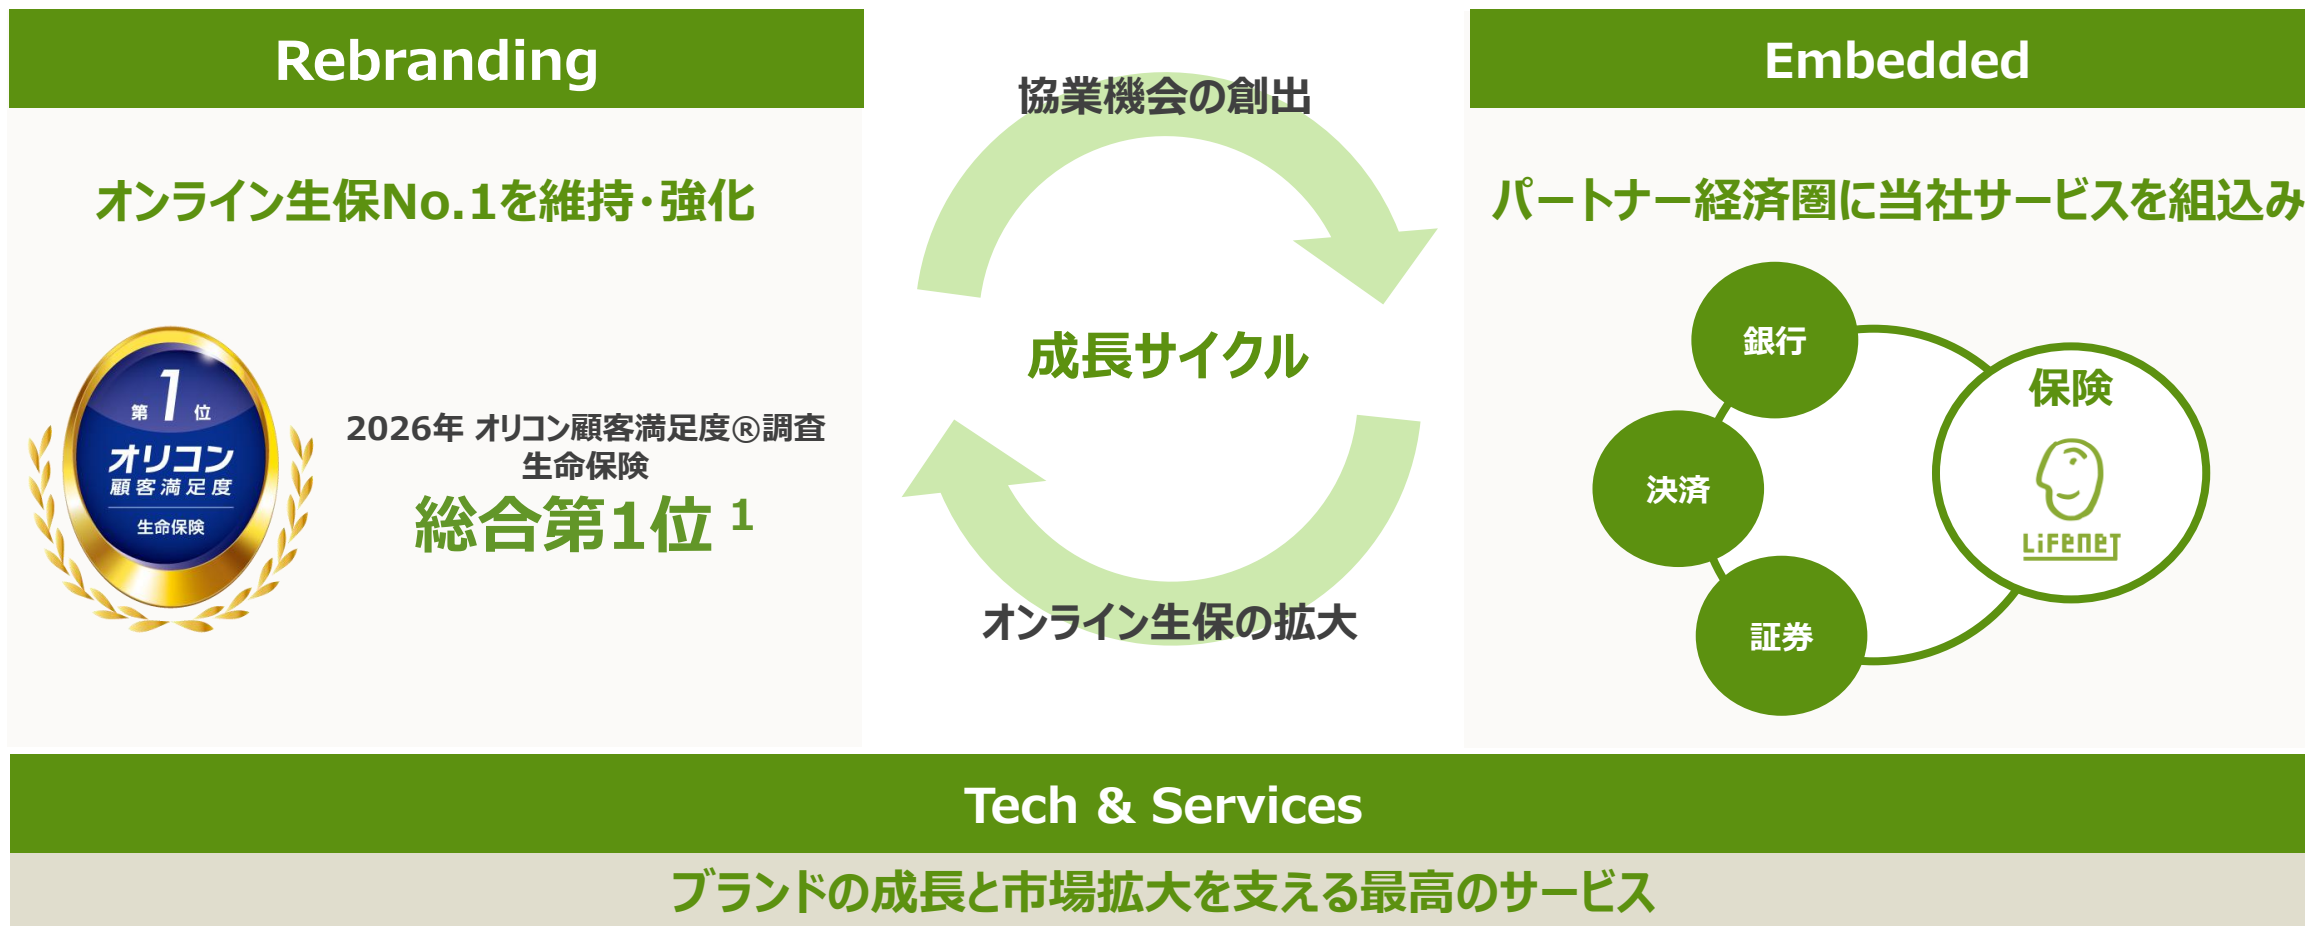 Rebranding
オンライン生保No.1を維持・強化
第1位
オリコン
顧客満足度
生命保険
2026年 オリコン顧客満足度®調査
生命保険
総合第1位 1
協業機会の創出
成長サイクル
オンライン生保の拡大
Embedded
パートナー経済圏に当社サービスを組込み
銀行
決済
証券
保険
LIFENET
Tech & Services
ブランドの成長と市場拡大を支える最高のサービス